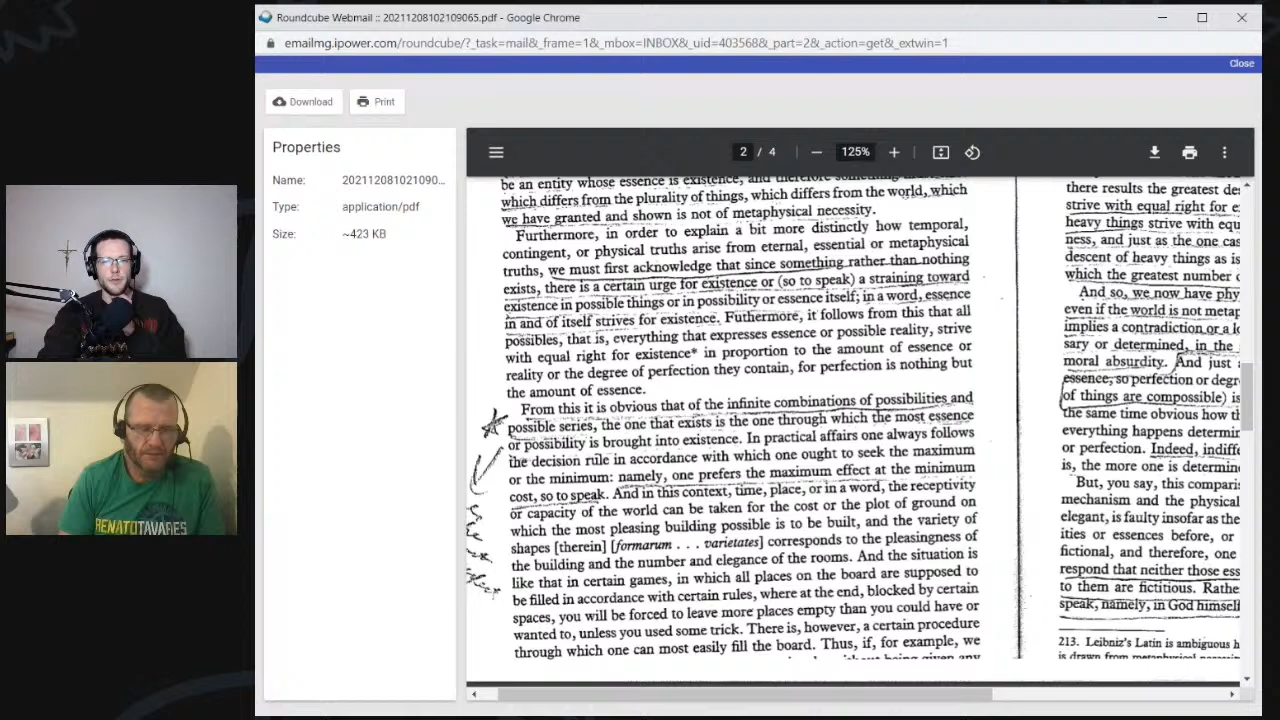 Roundcube Webmail :: 20211208102109065.pdf - Google Chrome
emailmg.ipower.com/roundcube/?_task=mail&_frame=1&_mbox=INBOX&_uid=403568&_part=2&_action=get&_extwin=1
Close
Download Print
Properties
Name: 202112081021090...
Type: application/pdf
Size: ~423 KB
2 / 4 125%
be an entity whose essence is existence, and therefore
which differs from the plurality of things, which differs from the world, which
we have granted and shown is not of metaphysical necessity.
Furthermore, in order to explain a bit more distinctly how temporal,
contingent, or physical truths arise from eternal, essential or metaphysical
truths, we must first acknowledge that since something rather than nothing
exists, there is a certain urge for existence or (so to speak) a straining toward
existence in possible things or in possibility or essence itself; in a word, essence
in and of itself strives for existence. Futhermore, it follows from this that all
possibles, that is, everything that expresses essence or possible reality, strive
with equal right for existence* in proportion to the amount of essence or
reality or the degree of perfection they contain, for perfection is nothing but
the amount of essence.
From this it is obvious that of the infinite combinations of possibilities and
possible series, the one that exists is the one through which the most essence
or possibility is brought into existence. In practical affairs one always follows
the decision rule in accordance with which one ought to seek the maximum
or the minimum: namely, one prefers the maximum effect at the minimum
cost, so to speak. And in this context, time, place, or in a word, the receptivity
or capacity of the world can be taken for the cost or the plot of ground on
which the most pleasing building possible is to be built, and the variety of
shapes [therein] [formarum . . . varietates] corresponds to the pleasingness of
the building and the number and elegance of the rooms. And the situation is
like that in certain games, in which all places on the board are supposed to
be filled in accordance with certain rules, where at the end, blocked by certain
spaces, you will be forced to leave more places empty than you could have or
wanted to, unless you used some trick. There is, however, a certain procedure
through which one can most easily fill the board. Thus, if, for example, we
there results the greatest des
strive with equal right for e
heavy things strive with equ
ness, and just as the one cas
descent of heavy things as is
which the greatest number o
And so, we now have phy
even if the world is not metap
implies a contradiction or a lo
sary or determined, in the
moral absurdity. And just a
essence, so perfection or degr
of things are compossible) is
the same time obvious how th
everything happens determin
or perfection. Indeed, indiff
is, the more one is determine
But, you say, this comparis
mechanism and the physical
elegant, is faulty insofar as the
ities or essences before, or
fictional, and therefore, one
respond that neither those ess
to them are fictitious. Rathe
speak, namely, in God himself
213. Leibniz's Latin is ambiguous h
RENATOTAVARES